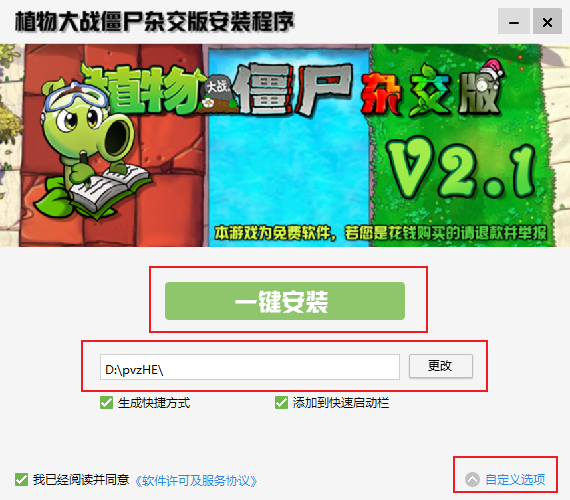 植物大战僵尸杂交版安装程序
植物大战僵尸杂交版
V2.1
本游戏为免费软件，若您是花钱购买的请退款并举报
一键安装
D:\pvzHE\ 更改
生成快捷方式 添加到快速启动栏
我已经阅读并同意《软件许可及服务协议》 自定义选项